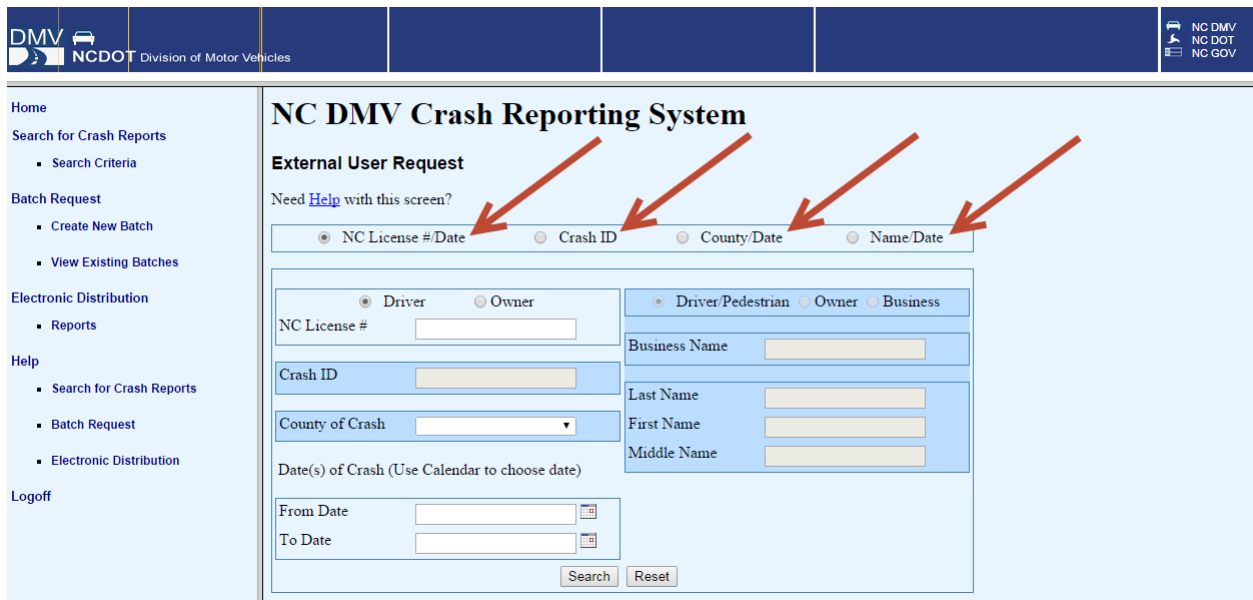 DMV
NCDOT Division of Motor Vehicles
NC DMV
NC DOT
NC GOV
Home
Search for Crash Reports
Search Criteria
Batch Request
Create New Batch
View Existing Batches
Electronic Distribution
Reports
Help
Search for Crash Reports
Batch Request
Electronic Distribution
Logoff
NC DMV Crash Reporting System
External User Request
Need Help with this screen?
NC License #/Date Crash ID County/Date Name/Date
Driver Owner
NC License #
Crash ID
County of Crash
Date(s) of Crash (Use Calendar to choose date)
From Date
To Date
Driver/Pedestrian Owner Business
Business Name
Last Name
First Name
Middle Name
Search Reset